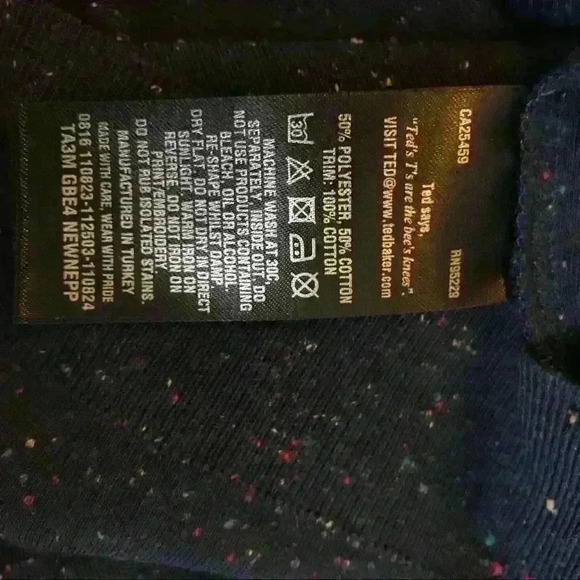 CA25459 RN95229
Ted says,
"Ted's T's are the bee's knees".
VISIT TED@www.tedbaker.com
50% POLYESTER, 50% COTTON
TRIM: 100% COTTON
30
MACHINE WASH AT 30C,
SEPARATELY, INSIDE OUT, DO
NOT USE PRODUCTS CONTAINING
BLEACH, OIL OR ALCOHOL.
RE-SHAPE WHILST DAMP.
DRY FLAT. DO NOT DRY IN DIRECT
SUNLIGHT, WARM IRON ON
REVERSE. DO NOT IRON ON
PRINT/EMBROIDERY.
DO NOT RUB ISOLATED STAINS.
MANUFACTURED IN TURKEY
MADE WITH CARE, WEAR WITH PRIDE
0816 110823-112503-110824
TA3M GBE4 NEWNEPP